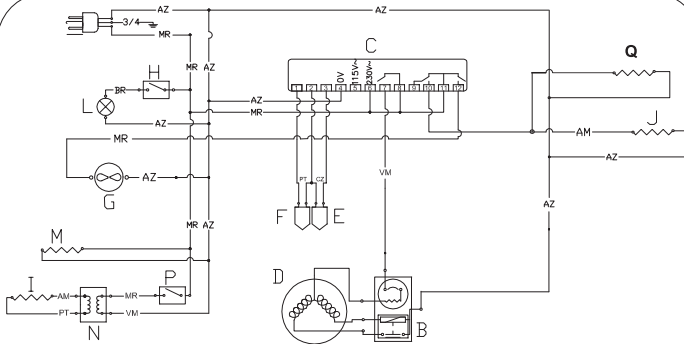 AZ
AZ
3/4
MR
C
Q
MR AZ
H
0V
115V~
230V~
BR
L
1 2 3 4 5 6 7 8 9 10 11 12
AZ
MR
AZ
J
MR
AM
AZ
G
AZ
PT
CZ
VM
AZ
F
E
MR AZ
M
D
I
P
AM
MR
PT
VM
N
B